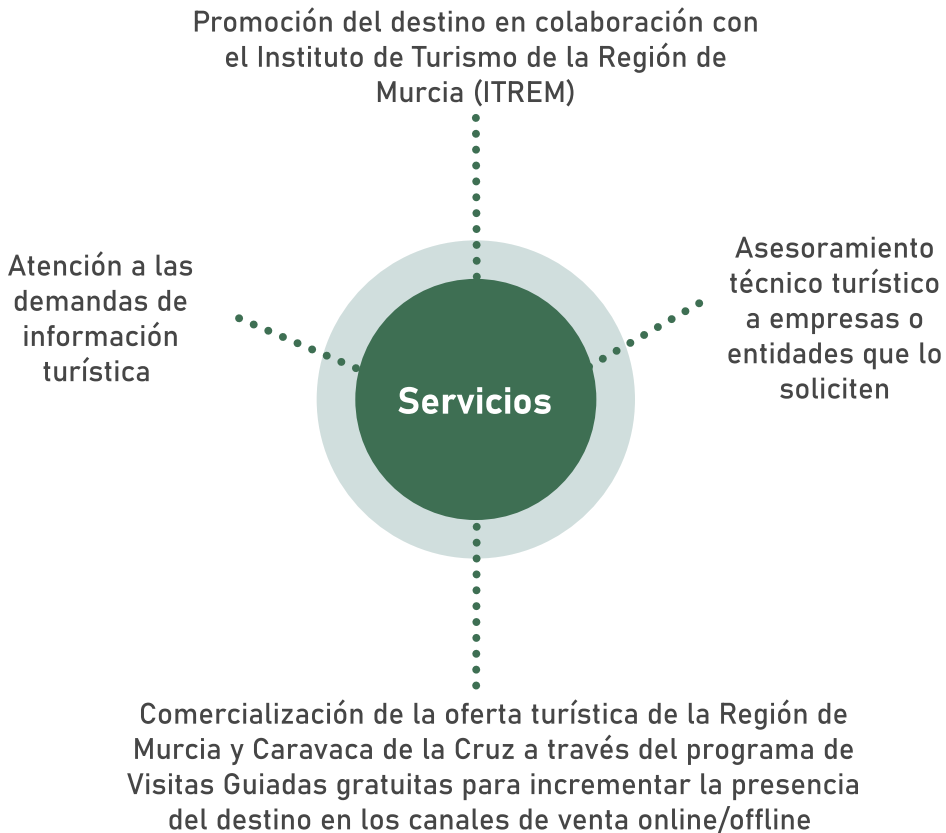 Promoción del destino en colaboración con
el Instituto de Turismo de la Región de
Murcia (ITREM)
Atención a las
demandas de
información
turística
Asesoramiento
técnico turístico
a empresas o
entidades que lo
soliciten
Servicios
Comercialización de la oferta turística de la Región de
Murcia y Caravaca de la Cruz a través del programa de
Visitas Guiadas gratuitas para incrementar la presencia
del destino en los canales de venta online/offline